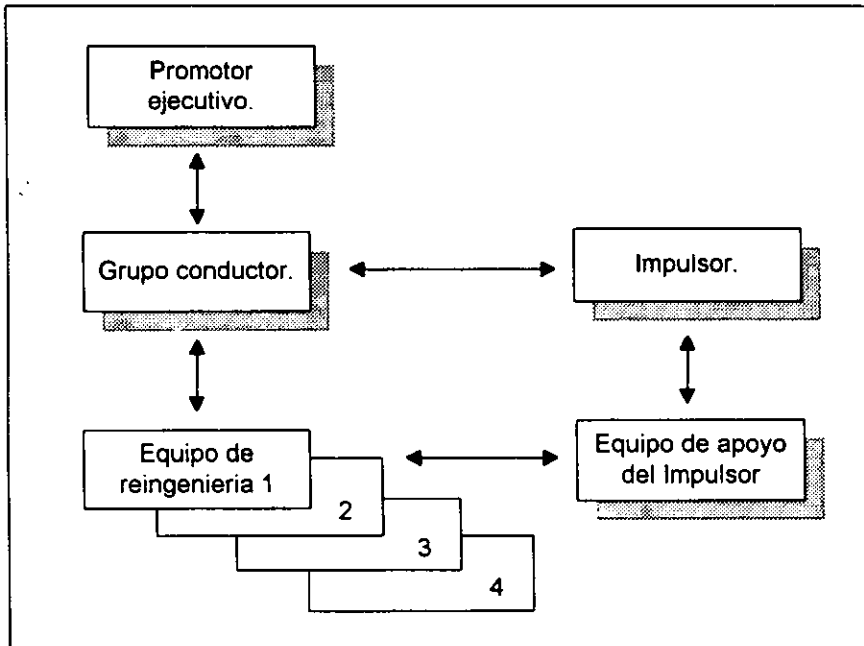 Promotor
ejecutivo.
Grupo conductor.
Impulsor.
Equipo de
reingenieria 1
2
3
4
Equipo de apoyo
del Impulsor